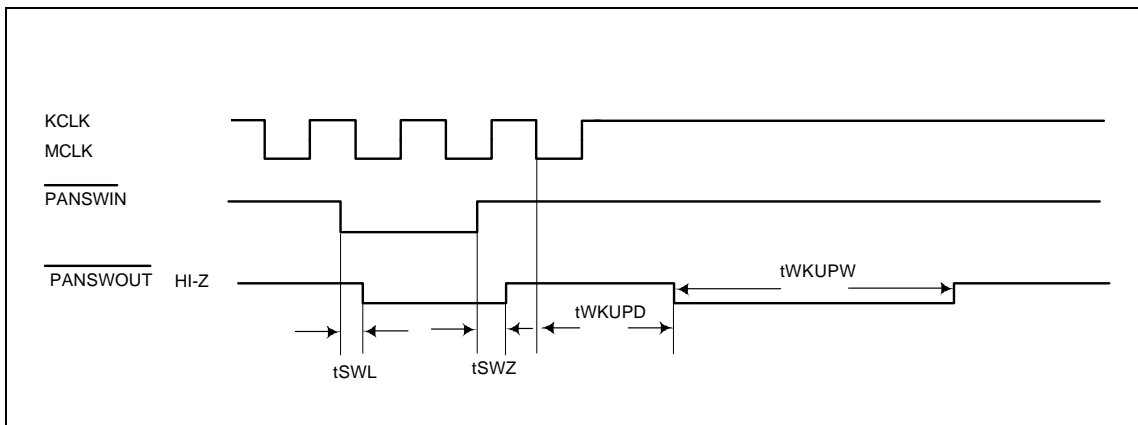 KCLK
MCLK
PANSWIN
PANSWOUT HI-Z
tWKUPW
tWKUPD
tSWL
tSWZ